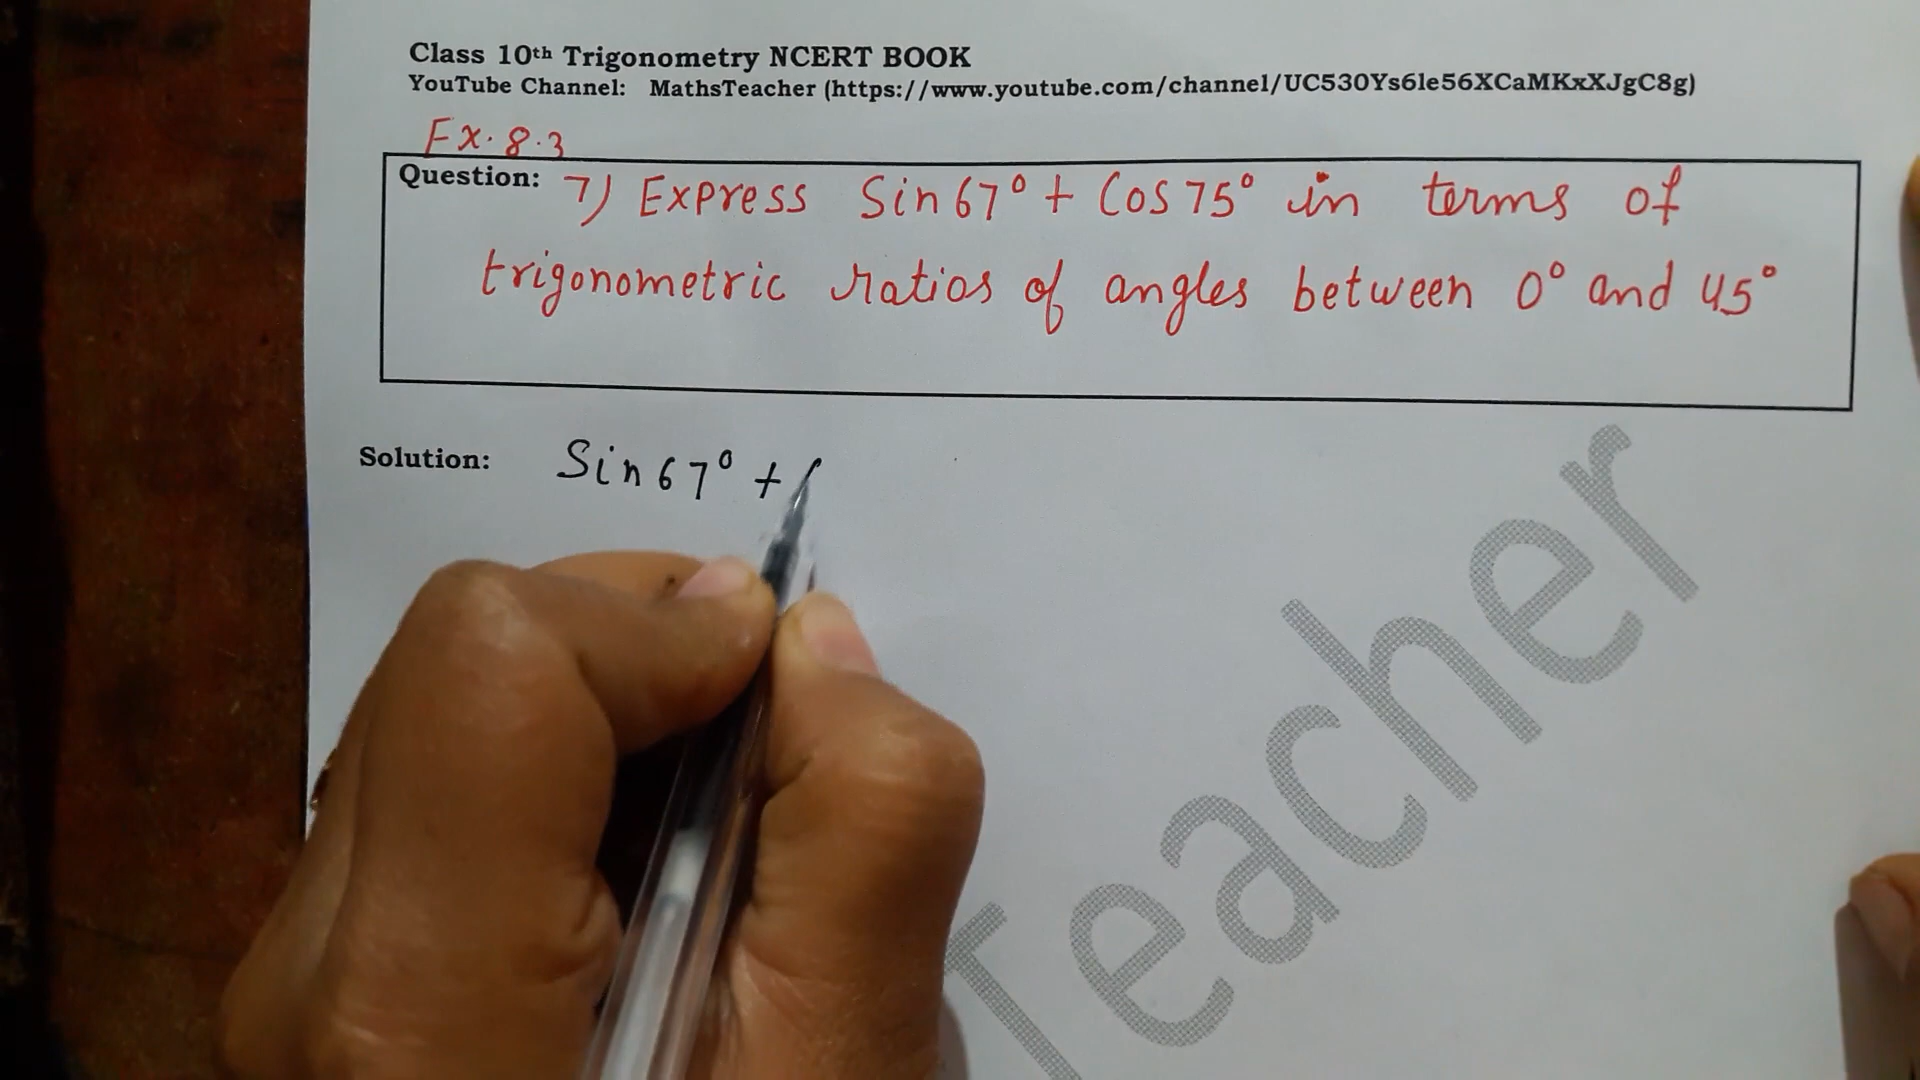 Class 10th Trigonometry NCERT BOOK
YouTube Channel: MathsTeacher (https://www.youtube.com/channel/UC530Ys6le56XCaMKxXJgC8g)
Ex. 8.3
Question: 7) Express Sin 67° + Cos 75° in terms of
trigonometric ratios of angles between 0° and 45°
Solution: Sin 67° + (
Teacher